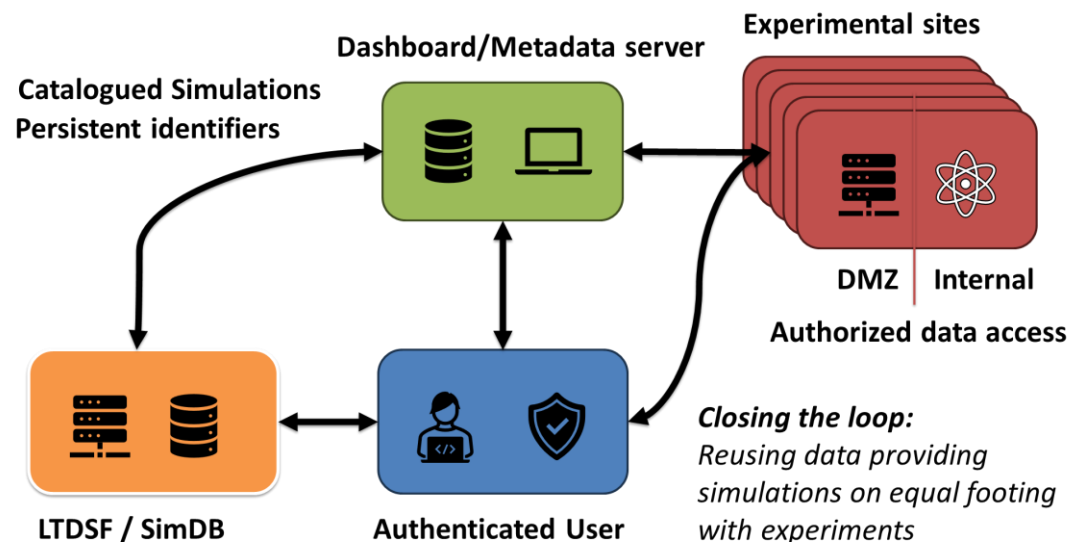 Experimental sites
Dashboard/Metadata server
Catalogued Simulations
Persistent identifiers
DMZ
Internal
Authorized data access
</>
Closing the loop:
Reusing data providing
simulations on equal footing
with experiments
LTDSF / SimDB
Authenticated User